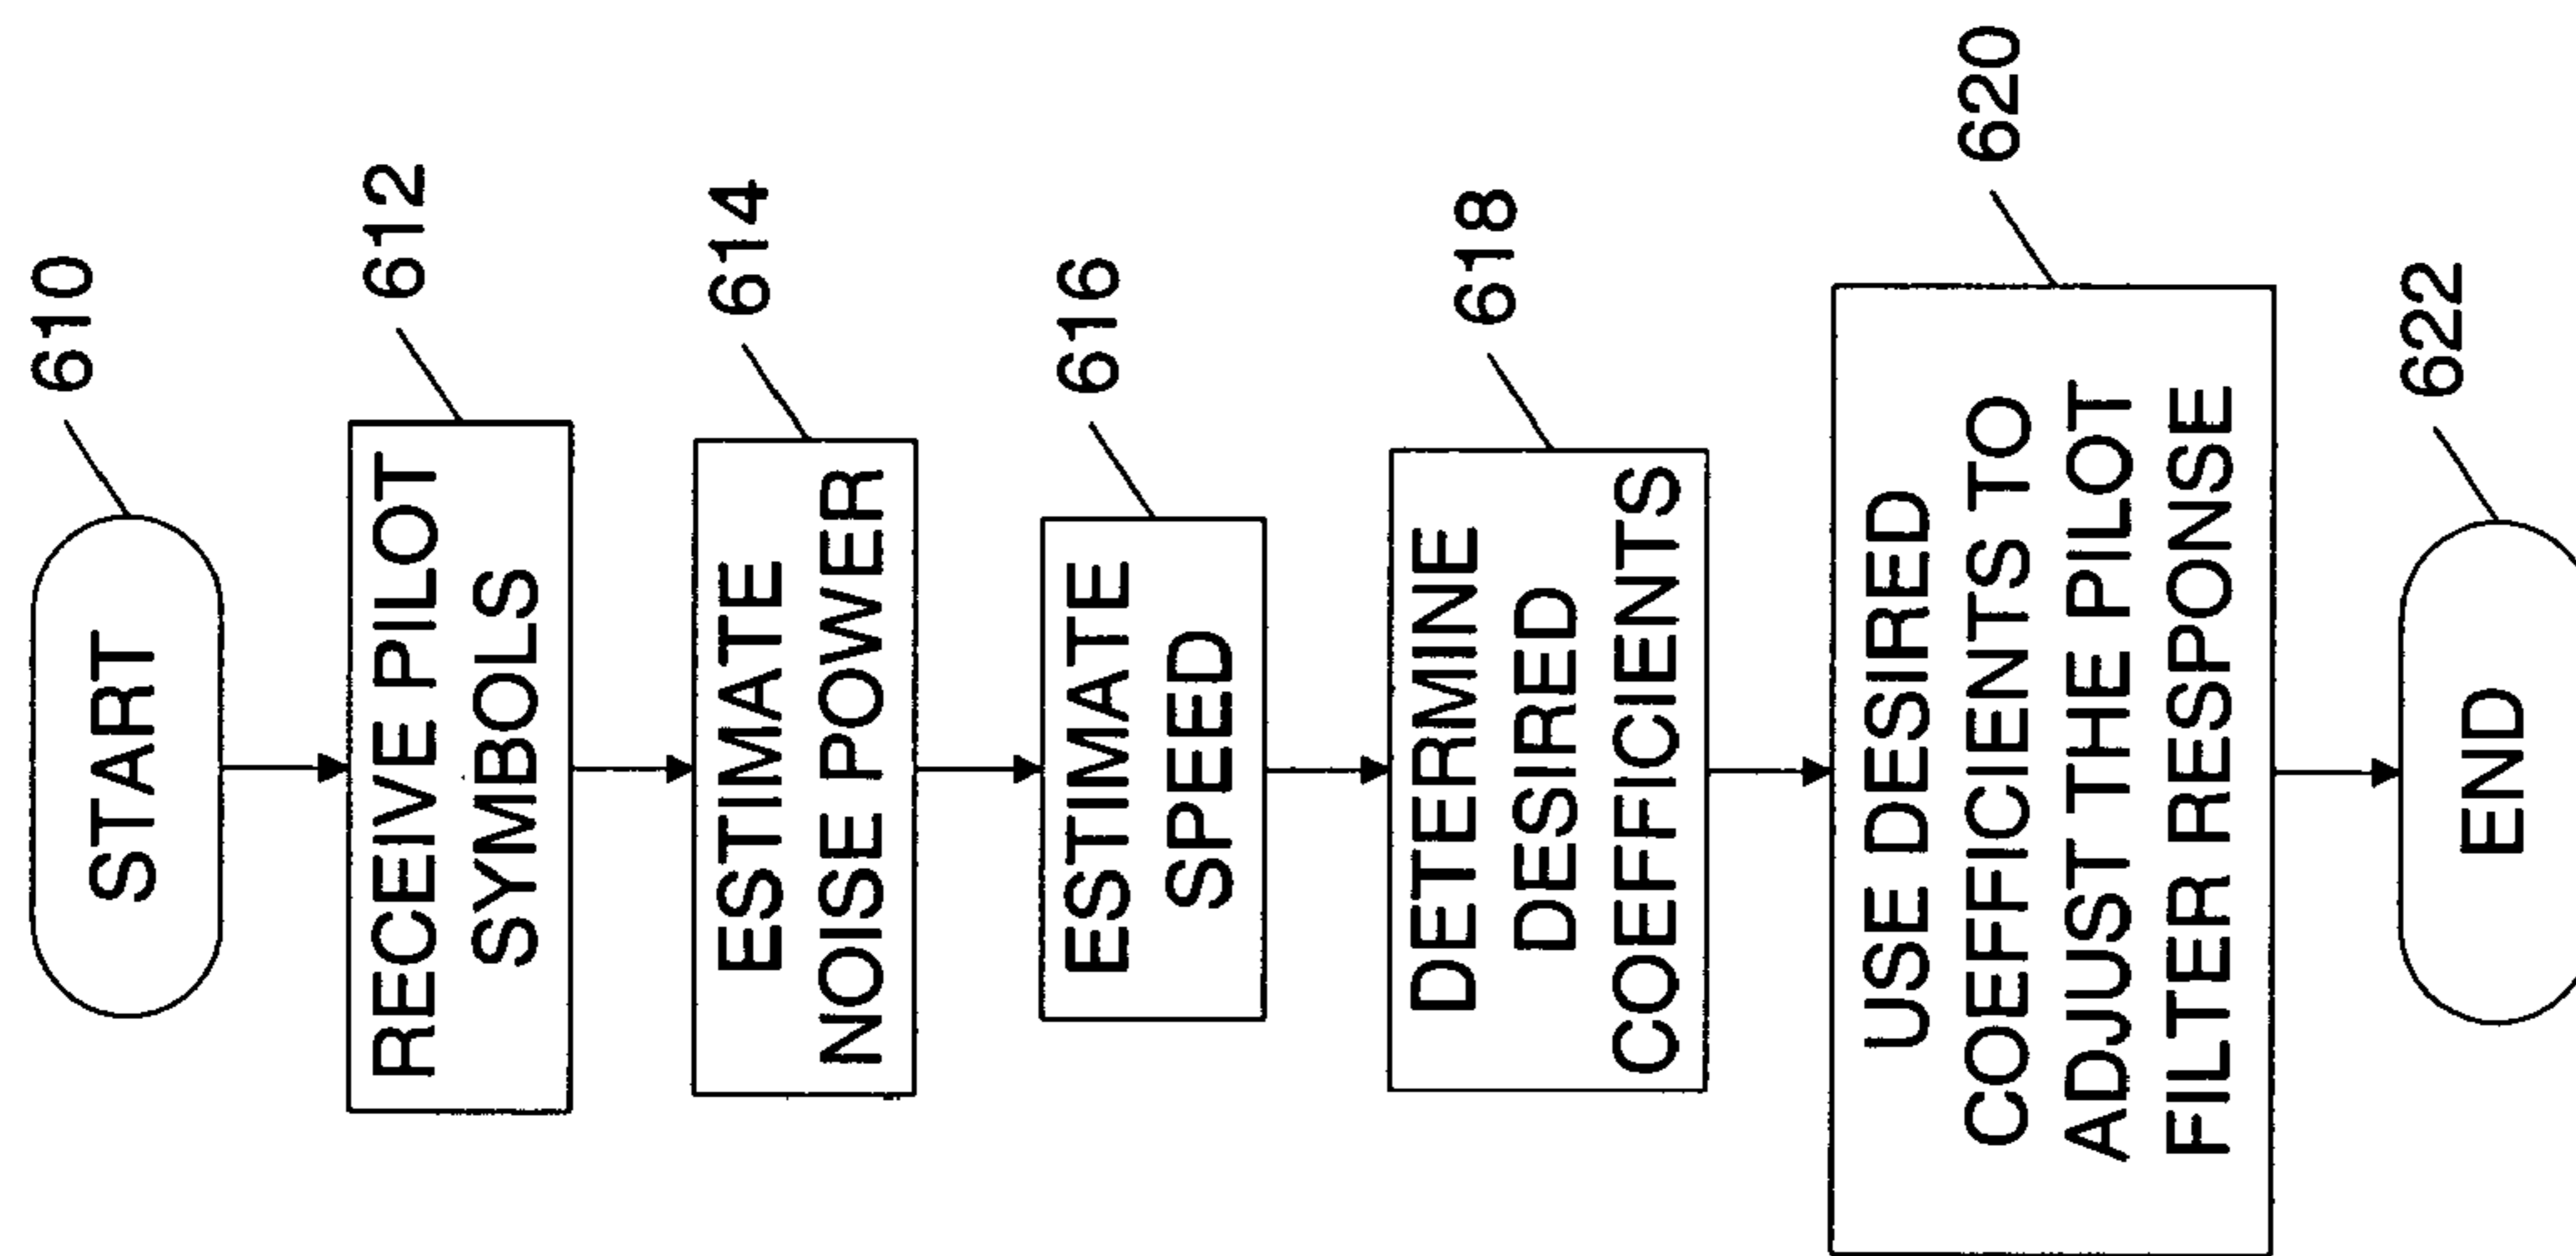 START
610
RECEIVE PILOT
SYMBOLS
612
ESTIMATE
NOISE POWER
614
ESTIMATE
SPEED
616
DETERMINE
DESIRED
COEFFICIENTS
618
USE DESIRED
COEFFICIENTS TO
ADJUST THE PILOT
FILTER RESPONSE
620
END
622